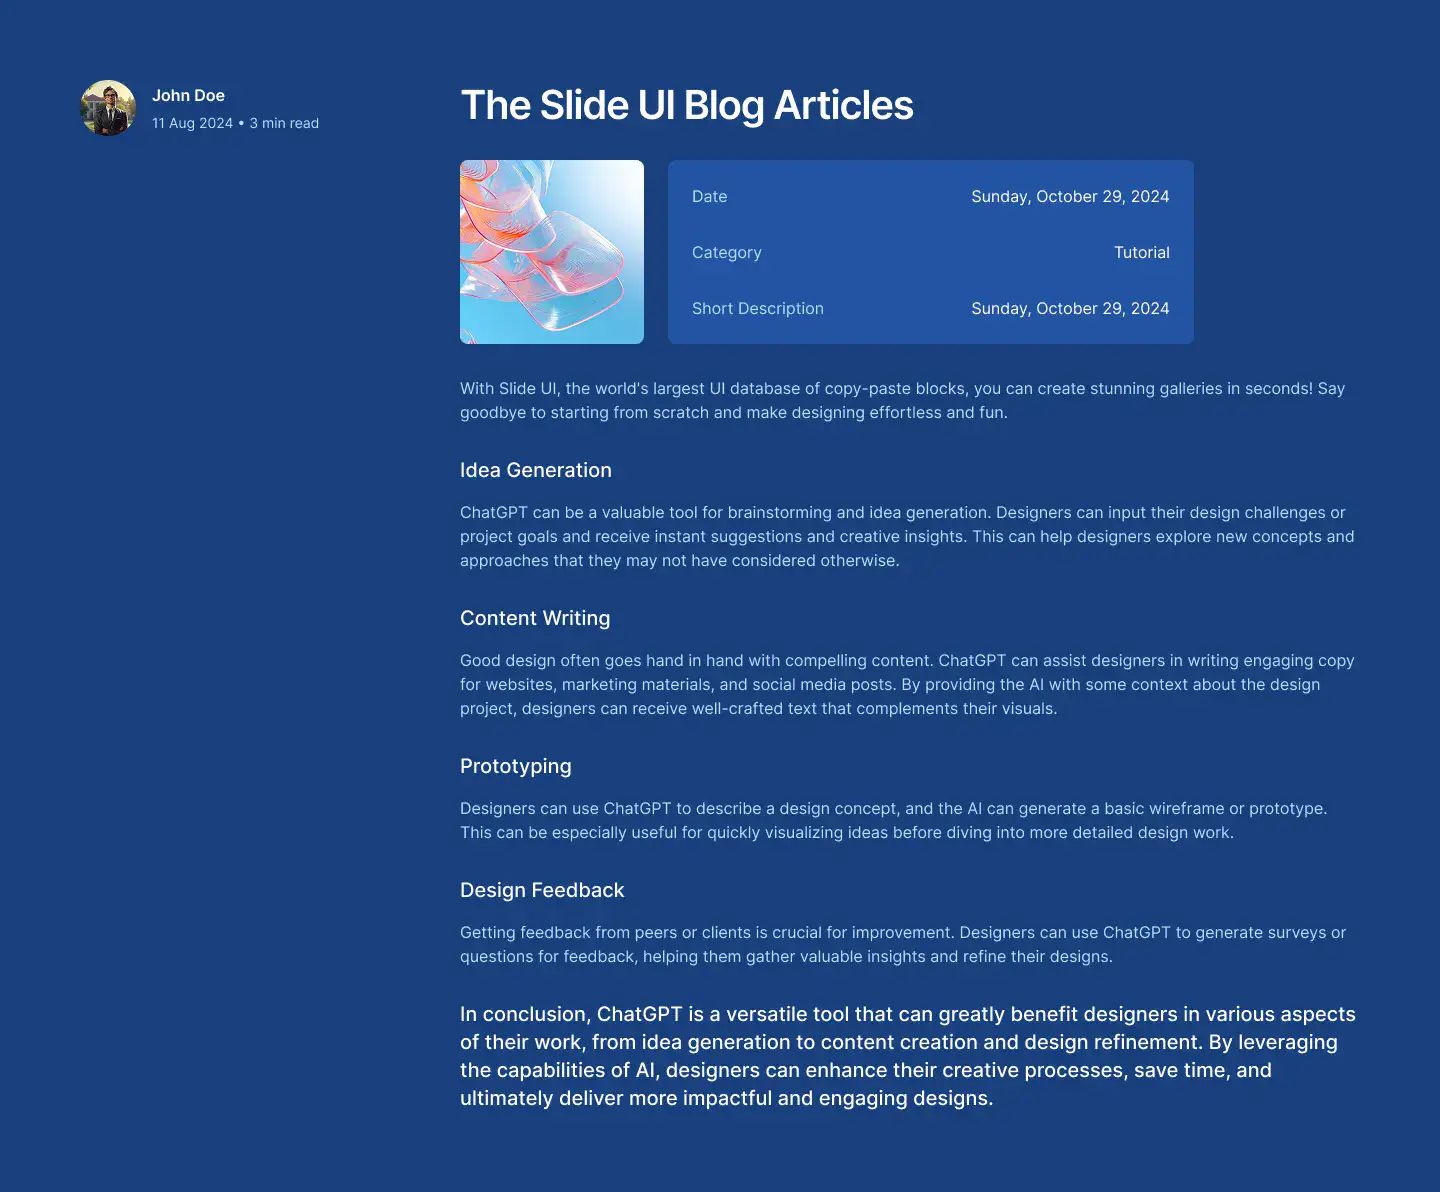 John Doe
11 Aug 2024 • 3 min read
The Slide UI Blog Articles
Date
Sunday, October 29, 2024
Category
Tutorial
Short Description
Sunday, October 29, 2024
With Slide UI, the world's largest UI database of copy-paste blocks, you can create stunning galleries in seconds! Say
goodbye to starting from scratch and make designing effortless and fun.
Idea Generation
ChatGPT can be a valuable tool for brainstorming and idea generation. Designers can input their design challenges or
project goals and receive instant suggestions and creative insights. This can help designers explore new concepts and
approaches that they may not have considered otherwise.
Content Writing
Good design often goes hand in hand with compelling content. ChatGPT can assist designers in writing engaging copy
for websites, marketing materials, and social media posts. By providing the AI with some context about the design
project, designers can receive well-crafted text that complements their visuals.
Prototyping
Designers can use ChatGPT to describe a design concept, and the AI can generate a basic wireframe or prototype.
This can be especially useful for quickly visualizing ideas before diving into more detailed design work.
Design Feedback
Getting feedback from peers or clients is crucial for improvement. Designers can use ChatGPT to generate surveys or
questions for feedback, helping them gather valuable insights and refine their designs.
In conclusion, ChatGPT is a versatile tool that can greatly benefit designers in various aspects
of their work, from idea generation to content creation and design refinement. By leveraging
the capabilities of AI, designers can enhance their creative processes, save time, and
ultimately deliver more impactful and engaging designs.